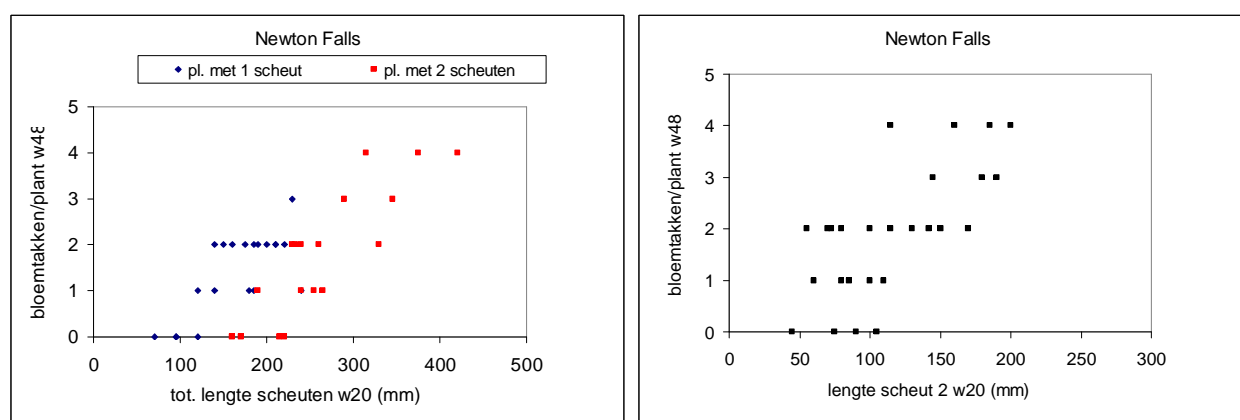 Newton Falls
pl. met 1 scheut
pl. met 2 scheuten
bloemtakken/plant w48
5
4
3
2
1
0
0 100 200 300 400 500
tot. lengte scheuten w20 (mm)
Newton Falls
bloemtakken/plant w48
5
4
3
2
1
0
0 50 100 150 200 250 300
lengte scheut 2 w20 (mm)